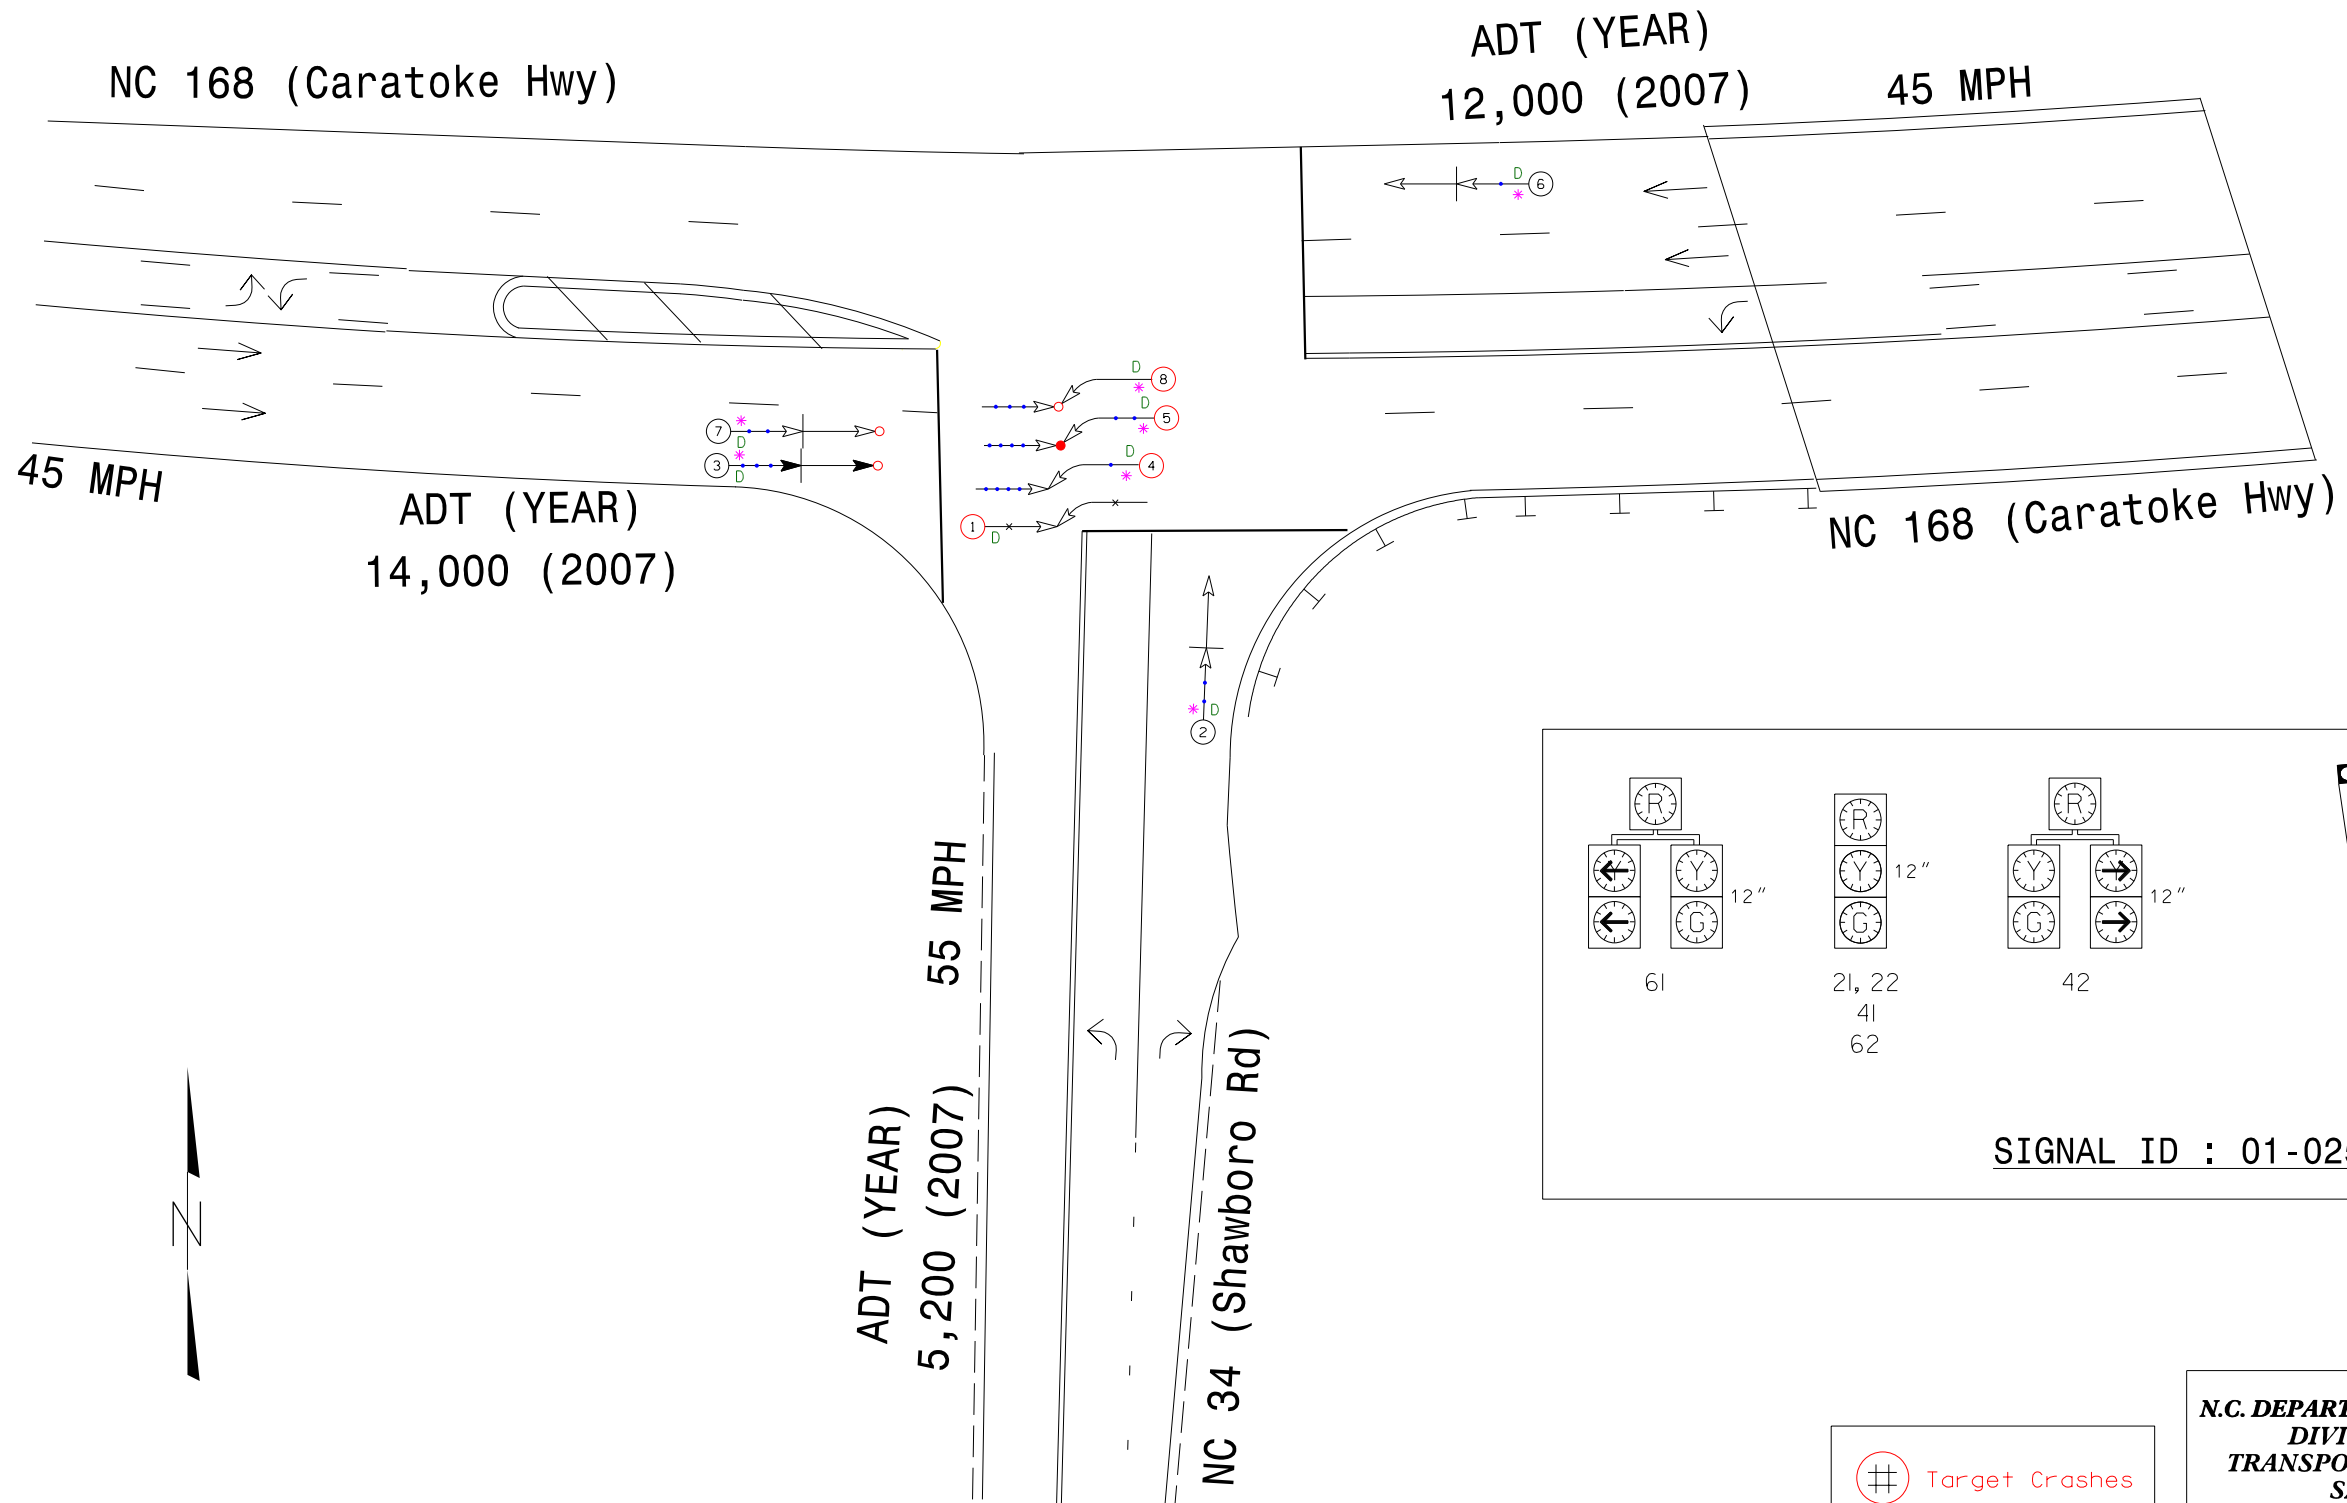 ADT (YEAR)
12,000 (2007)
45 MPH
NC 168 (Caratoke Hwy)
D
6
D
8
D
5
D
4
1
D
7
D
3
D
45 MPH
ADT (YEAR)
14,000 (2007)
NC 168 (Caratoke Hwy)
D
2
55 MPH
ADT (YEAR)
5,200 (2007)
NC 34 (Shawboro Rd)
R
Y Y
G
12"
61
R
Y
G
12"
21, 22
41
62
R
Y Y
G
12"
42
SIGNAL ID : 01-02
N
# Target Crashes
N.C. DEPART
DIVI
TRANSPO
S